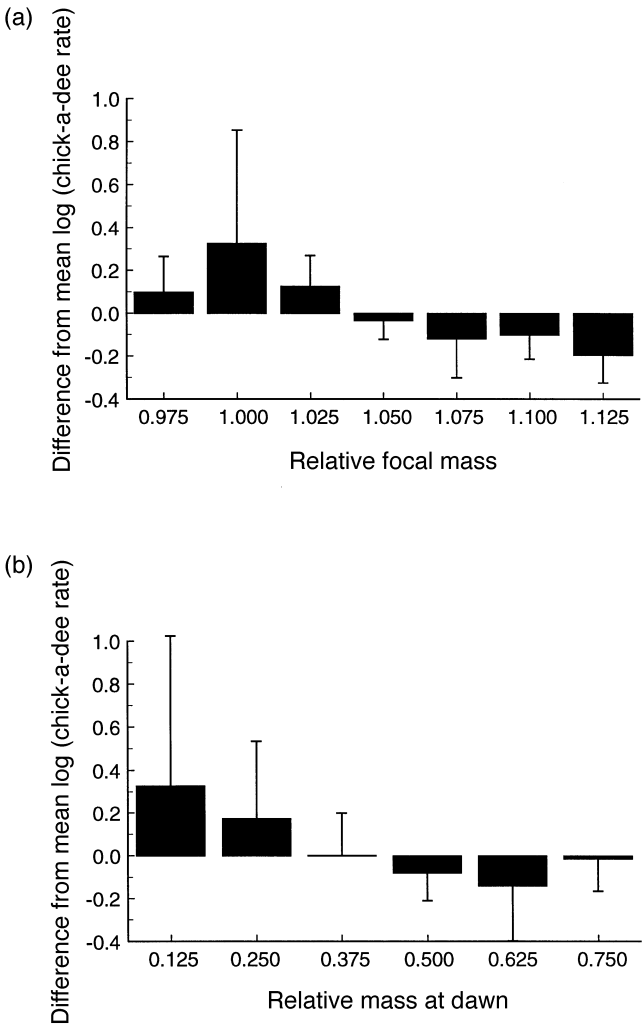 (a)
Difference from mean log (chick-a-dee rate)
1.0
0.8
0.6
0.4
0.2
0.0
-0.2
-0.4
0.975 1.000 1.025 1.050 1.075 1.100 1.125
Relative focal mass
(b)
Difference from mean log (chick-a-dee rate)
1.0
0.8
0.6
0.4
0.2
0.0
-0.2
-0.4
0.125 0.250 0.375 0.500 0.625 0.750
Relative mass at dawn